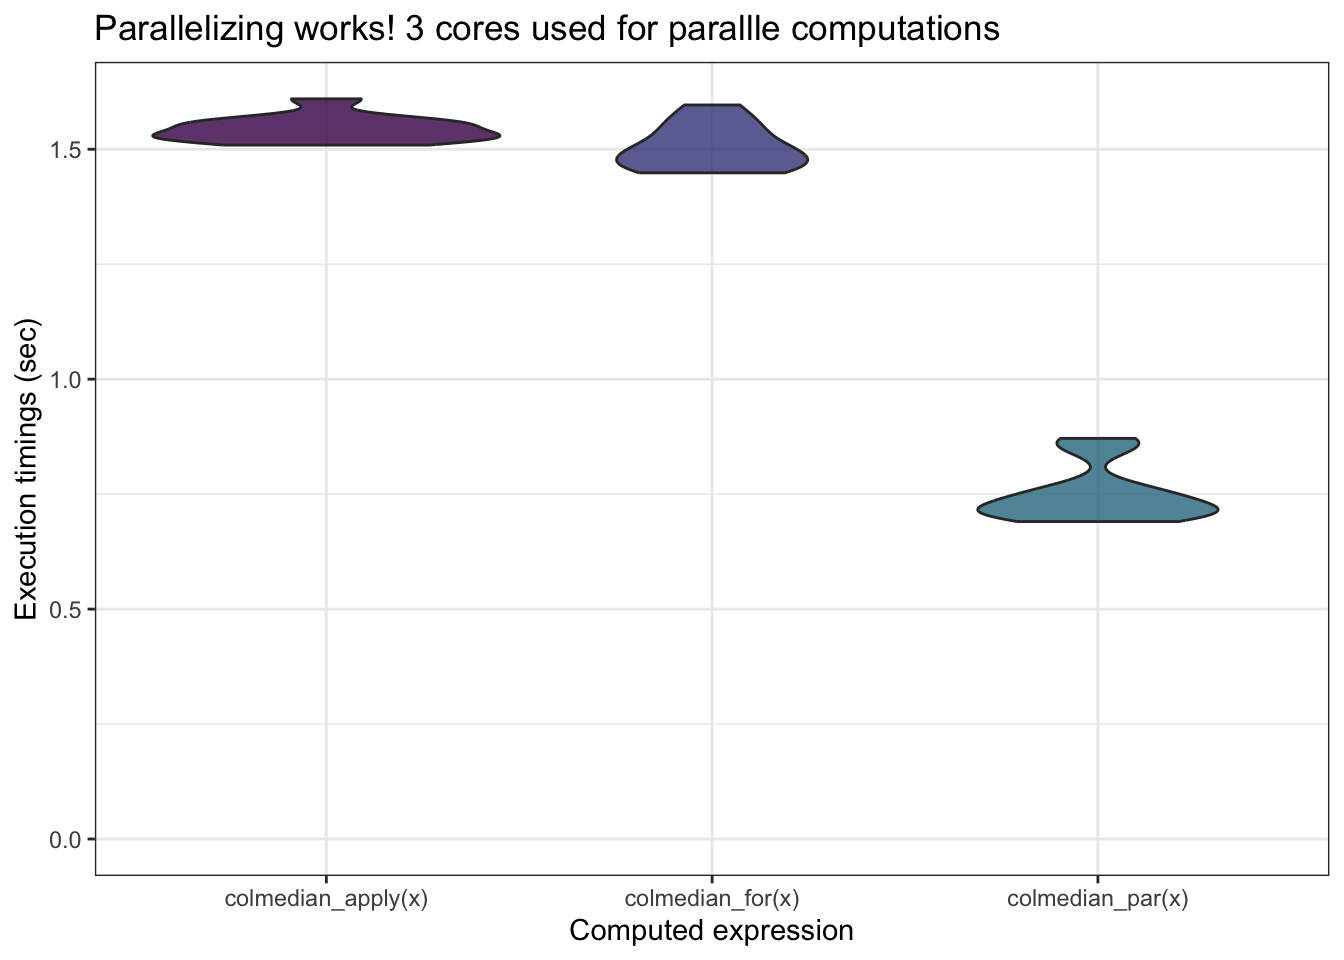 Parallelizing works! 3 cores used for parallle computations
Execution timings (sec)
1.5
1.0
0.5
0.0
colmedian_apply(x) colmedian_for(x) colmedian_par(x)
Computed expression